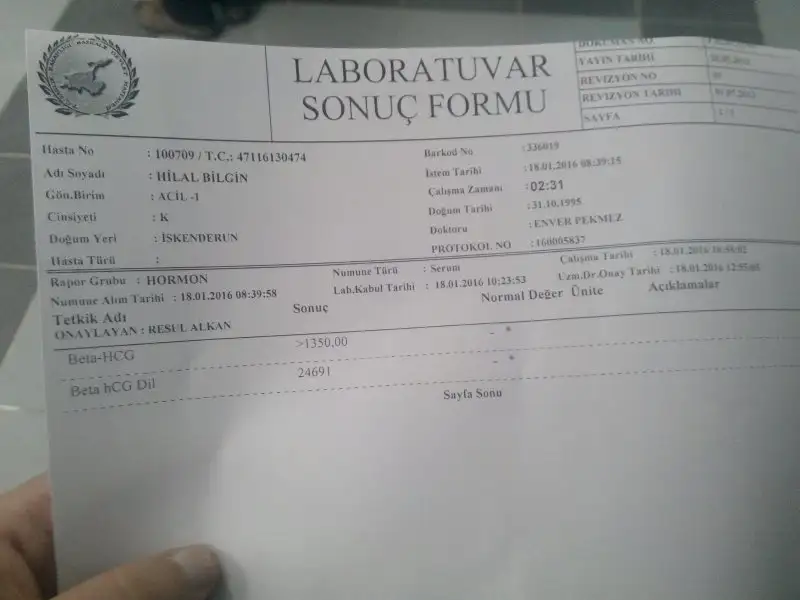 LABORATUVAR
SONUÇ FORMU
DOKÜMAN NO
YAYIN TARİHİ
REVİZYON NO
REVİZYON TARİHİ
SAYFA
Hasta No : 100709 / T.C.: 47116130474
Adı Soyadı : HİLAL BİLGİN
Gön.Birim : ACİL -1
Cinsiyeti : K
Doğum Yeri : İSKENDERUN
Hasta Türü :
Barkod No : 336019
İstem Tarihi : 18.01.2016 08:39:15
Çalışma Zamanı : 02:31
Doğum Tarihi : 31.10.1995
Doktoru : ENVER PEKMEZ
PROTOKOL NO : 160005837
Rapor Grubu : HORMON
Numune Türü : Serum
Çalışma Tarihi : 18.01.2016
Numune Alım Tarihi : 18.01.2016 08:39:58
Lab.Kabul Tarihi : 18.01.2016 10:23:53
Uzm.Dr.Onay Tarihi : 18.01.2016
Tetkik Adı Sonuç Normal Değer Ünite Açıklamalar
ONAYLAYAN : RESUL ALKAN
Beta-HCG >1350,00 - *
Beta hCG Dil 24691 - *
Sayfa Sonu